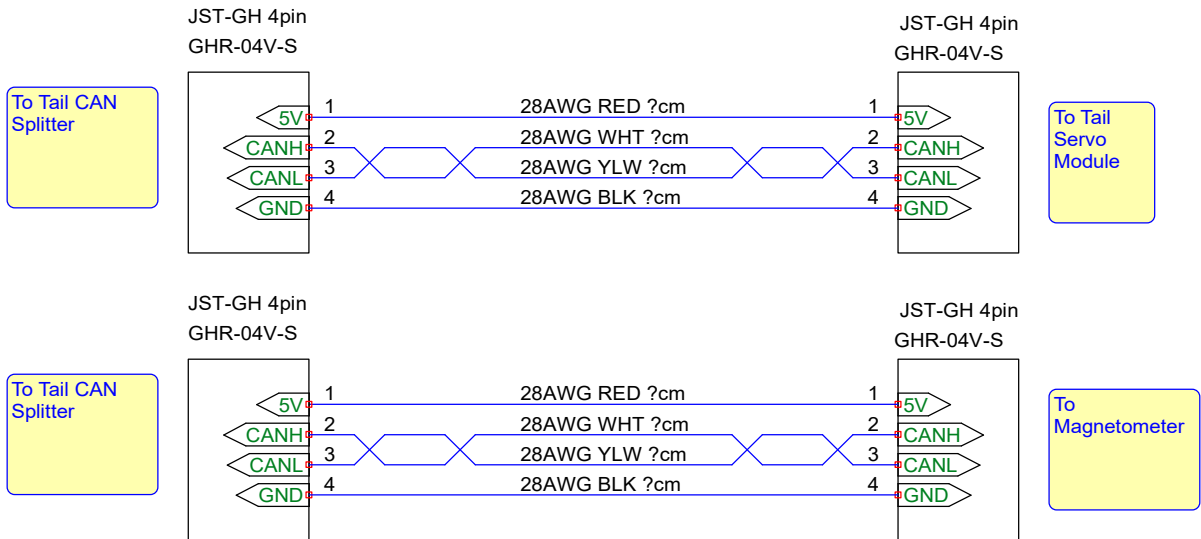 JST-GH 4pin
GHR-04V-S
JST-GH 4pin
GHR-04V-S
To Tail CAN
Splitter
5V 1 28AWG RED ?cm 1 5V
CANH 2 28AWG WHT ?cm 2 CANH
CANL 3 28AWG YLW ?cm 3 CANL
GND 4 28AWG BLK ?cm 4 GND
To Tail
Servo
Module
JST-GH 4pin
GHR-04V-S
JST-GH 4pin
GHR-04V-S
To Tail CAN
Splitter
5V 1 28AWG RED ?cm 1 5V
CANH 2 28AWG WHT ?cm 2 CANH
CANL 3 28AWG YLW ?cm 3 CANL
GND 4 28AWG BLK ?cm 4 GND
To
Magnetometer